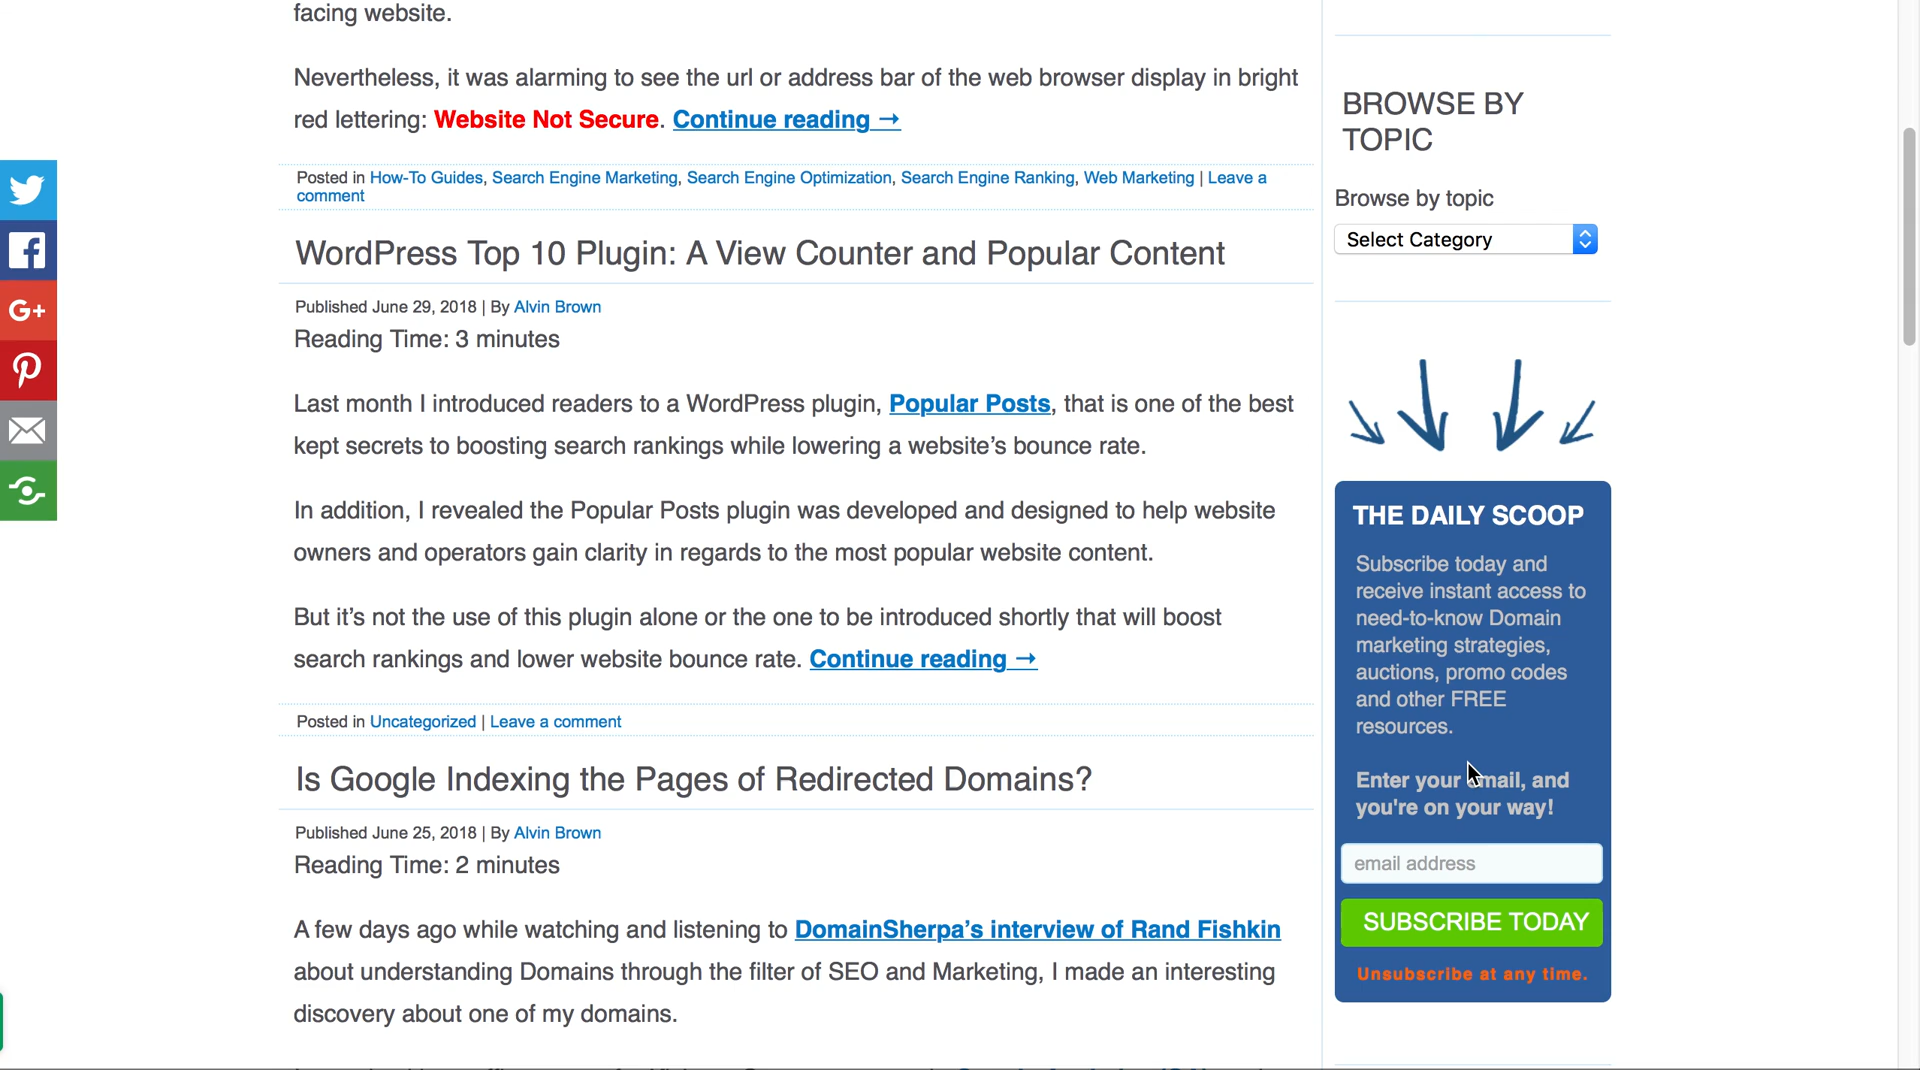 facing website.
Nevertheless, it was alarming to see the url or address bar of the web browser display in bright
red lettering: Website Not Secure. Continue reading →
Posted in How-To Guides, Search Engine Marketing, Search Engine Optimization, Search Engine Ranking, Web Marketing | Leave a
comment
WordPress Top 10 Plugin: A View Counter and Popular Content
Published June 29, 2018 | By Alvin Brown
Reading Time: 3 minutes
Last month I introduced readers to a WordPress plugin, Popular Posts, that is one of the best
kept secrets to boosting search rankings while lowering a website’s bounce rate.
In addition, I revealed the Popular Posts plugin was developed and designed to help website
owners and operators gain clarity in regards to the most popular website content.
But it’s not the use of this plugin alone or the one to be introduced shortly that will boost
search rankings and lower website bounce rate. Continue reading →
Posted in Uncategorized | Leave a comment
Is Google Indexing the Pages of Redirected Domains?
Published June 25, 2018 | By Alvin Brown
Reading Time: 2 minutes
A few days ago while watching and listening to DomainSherpa’s interview of Rand Fishkin
about understanding Domains through the filter of SEO and Marketing, I made an interesting
discovery about one of my domains.
BROWSE BY
TOPIC
Browse by topic
Select Category
THE DAILY SCOOP
Subscribe today and
receive instant access to
need-to-know Domain
marketing strategies,
auctions, promo codes
and other FREE
resources.
Enter your email, and
you're on your way!
email address
SUBSCRIBE TODAY
Unsubscribe at any time.
G+